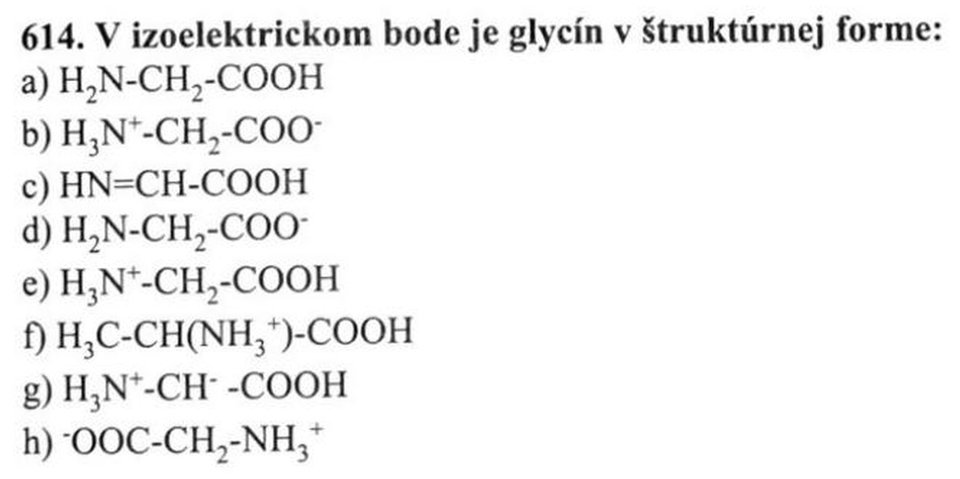 614. V izoelektrickom bode je glycín v štruktúrnej forme:
a) H₂N-CH₂-COOH
b) H₃N⁺-CH₂-COO⁻
c) HN=CH-COOH
d) H₂N-CH₂-COO⁻
e) H₃N⁺-CH₂-COOH
f) H₃C-CH(NH₃⁺)-COOH
g) H₃N⁺-CH⁻ -COOH
h) ⁻OOC-CH₂-NH₃⁺